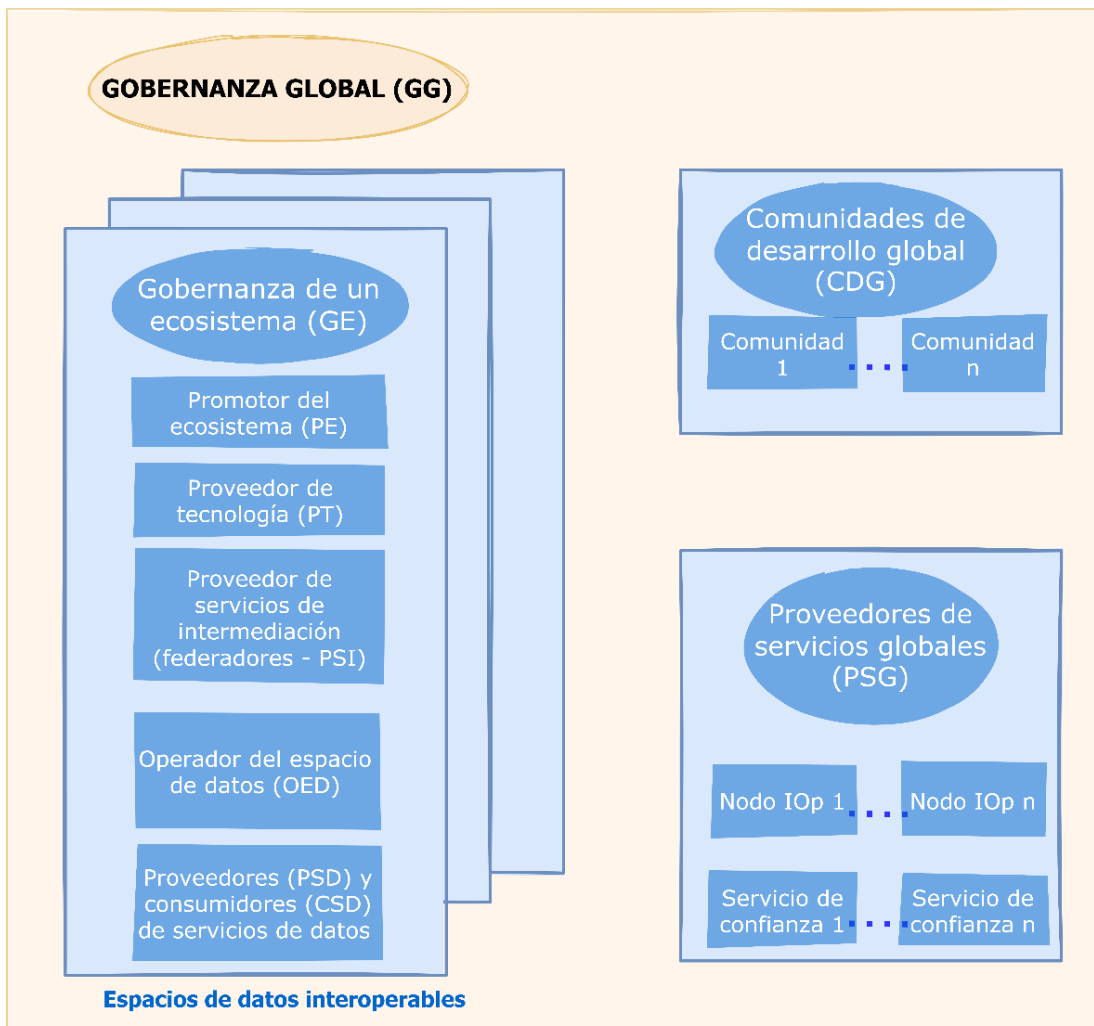 GOBERNANZA GLOBAL (GG)
Gobernanza de un
ecosistema (GE)
Promotor del
ecosistema (PE)
Proveedor de
tecnología (PT)
Proveedor de
servicios de
intermediación
(federadores - PSI)
Operador del espacio
de datos (OED)
Proveedores (PSD) y
consumidores (CSD)
de servicios de datos
Espacios de datos interoperables
Comunidades de
desarrollo global
(CDG)
Comunidad
1
Comunidad
n
Proveedores de
servicios globales
(PSG)
Nodo IOp 1
Nodo IOp n
Servicio de
confianza 1
Servicio de
confianza n